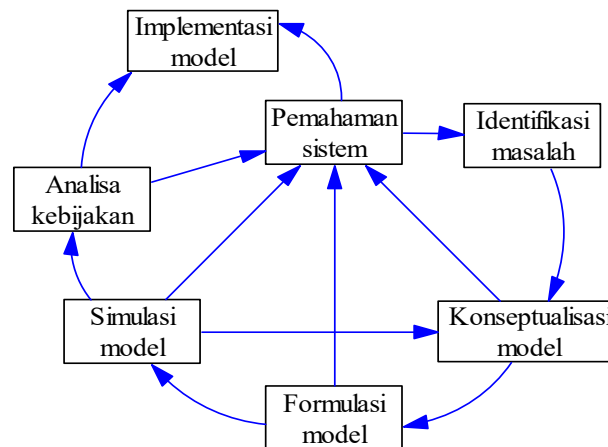 Implementasi
model
Pemahaman
sistem
Identifikasi
masalah
Analisa
kebijakan
Simulasi
model
Konseptualisasi
model
Formulasi
model